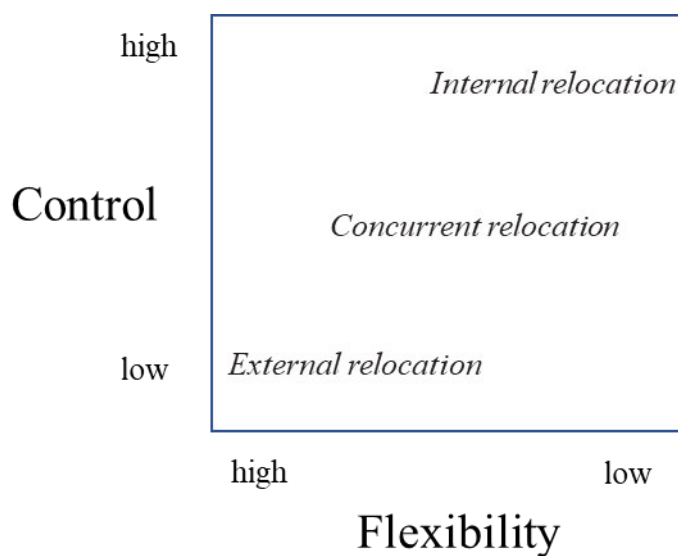 high
Internal relocation
Control
Concurrent relocation
low
External relocation
high
low
Flexibility